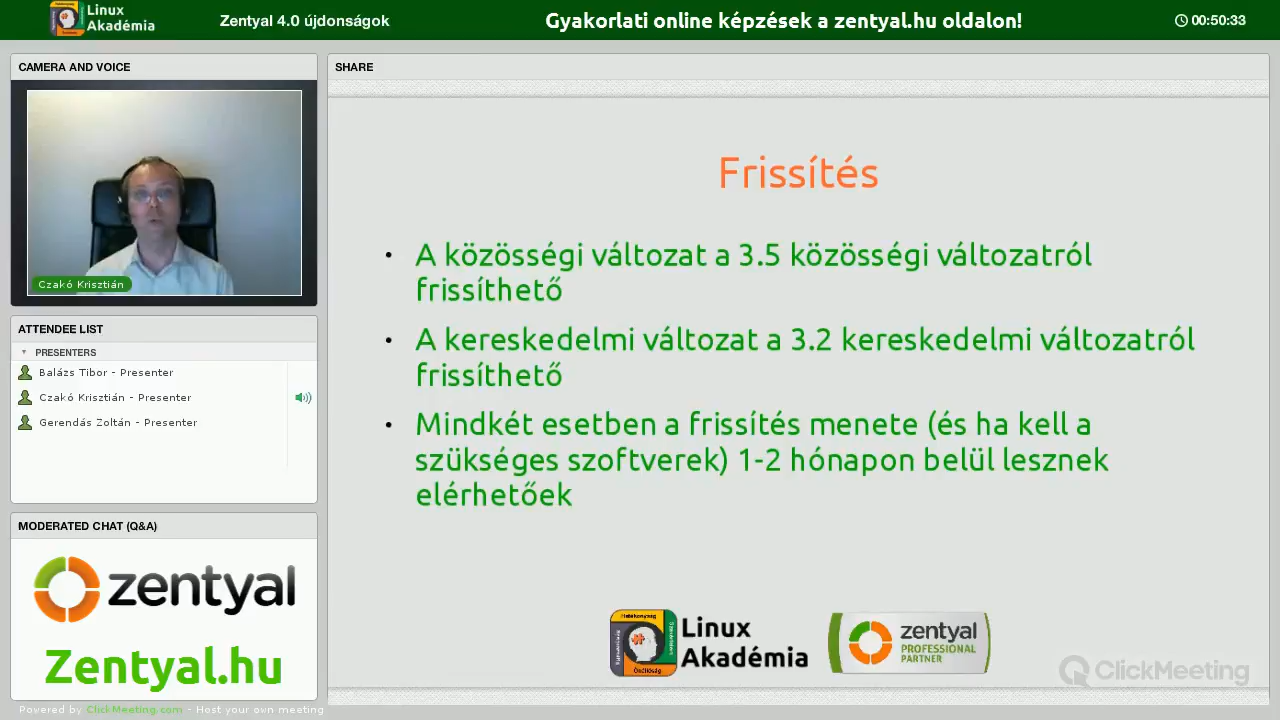 Linux
Akadémia
Zentyal 4.0 újdonságok
Gyakorlati online képzések a zentyal.hu oldalon!
00:50:33
CAMERA AND VOICE
Czakó Krisztián
ATTENDEE LIST
PRESENTERS
Balázs Tibor - Presenter
Czakó Krisztián - Presenter
Gerendás Zoltán - Presenter
MODERATED CHAT (Q&A)
zentyal
Zentyal.hu
SHARE
Frissítés
• A közösségi változat a 3.5 közösségi változatról
frissíthető
• A kereskedelmi változat a 3.2 kereskedelmi változatról
frissíthető
• Mindkét esetben a frissítés menete (és ha kell a
szükséges szoftverek) 1-2 hónapon belül lesznek
elérhetőek
Hatékonyság
Linux
Akadémia
zentyal
PROFESSIONAL
PARTNER
ClickMeeting
Powered by ClickMeeting.com - Host your own meeting